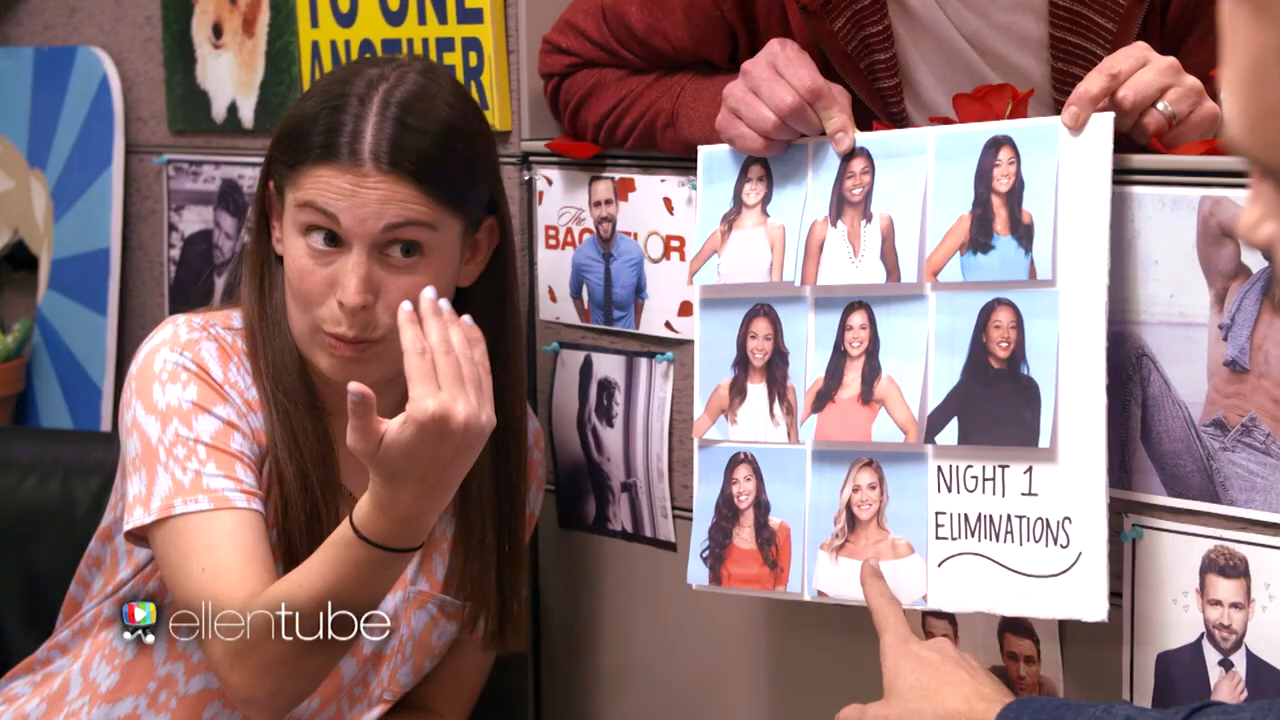 TO ONE
ANOTHER
The
BACHELOR
NIGHT 1
ELIMINATIONS
ellentube